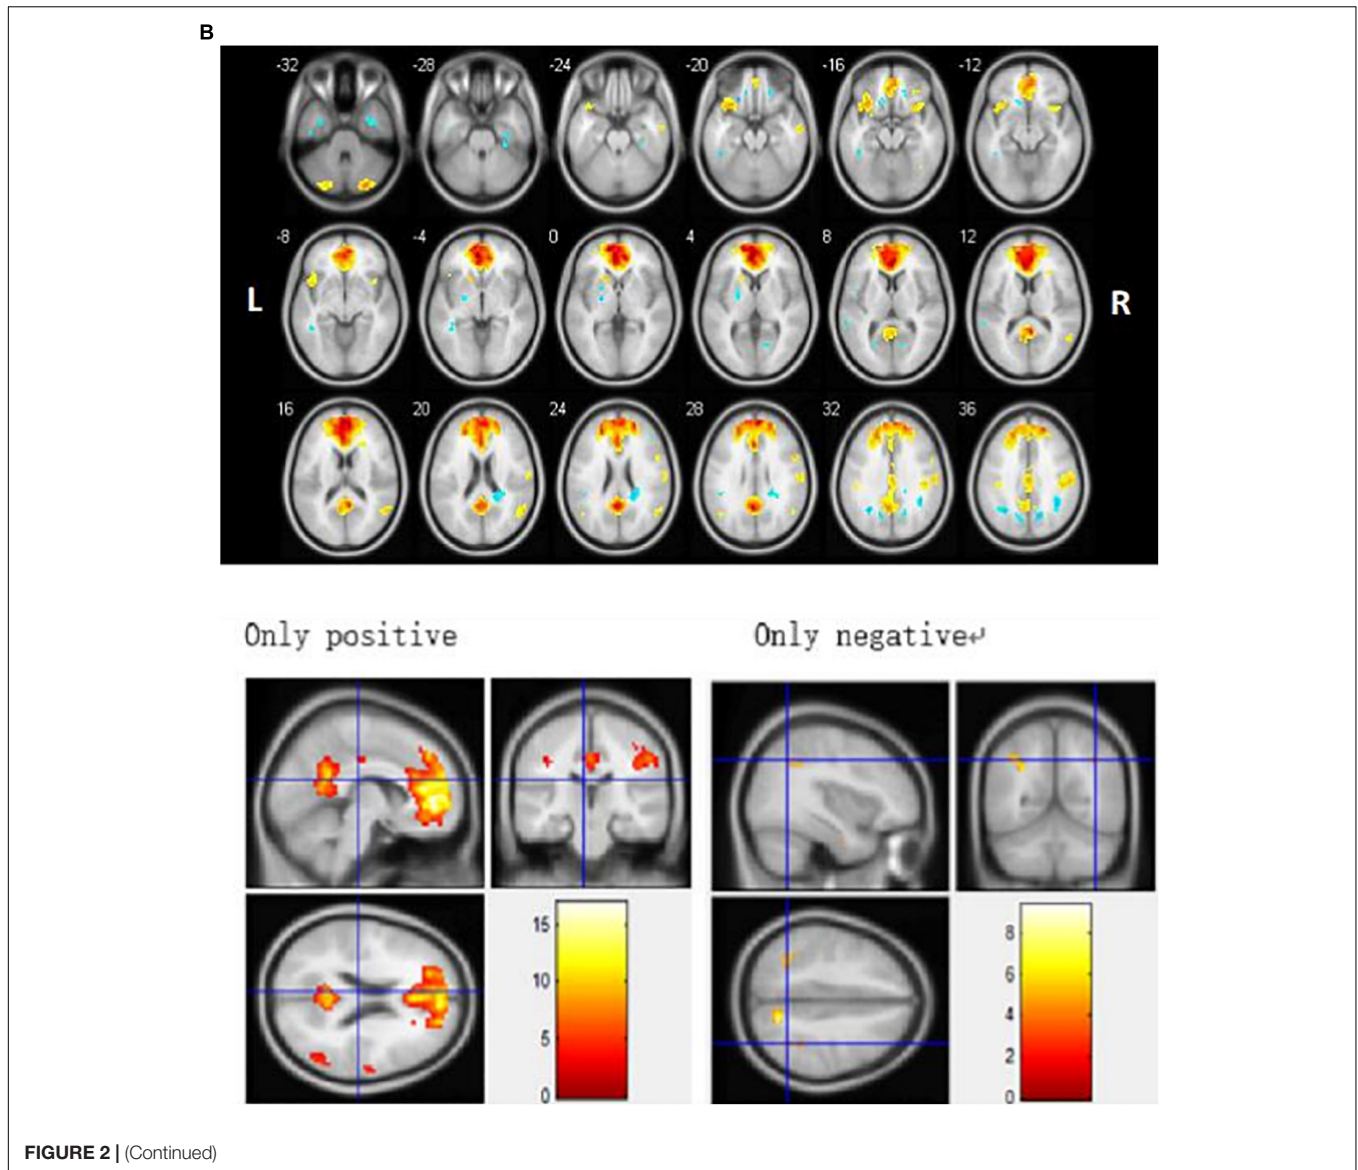 B
-32 -28 -24 -20 -16 -12
-8 -4 0 4 8 12
L R
16 20 24 28 32 36
Only positive Only negative↵
15
10
5
0
8
6
4
2
0
FIGURE 2 | (Continued)